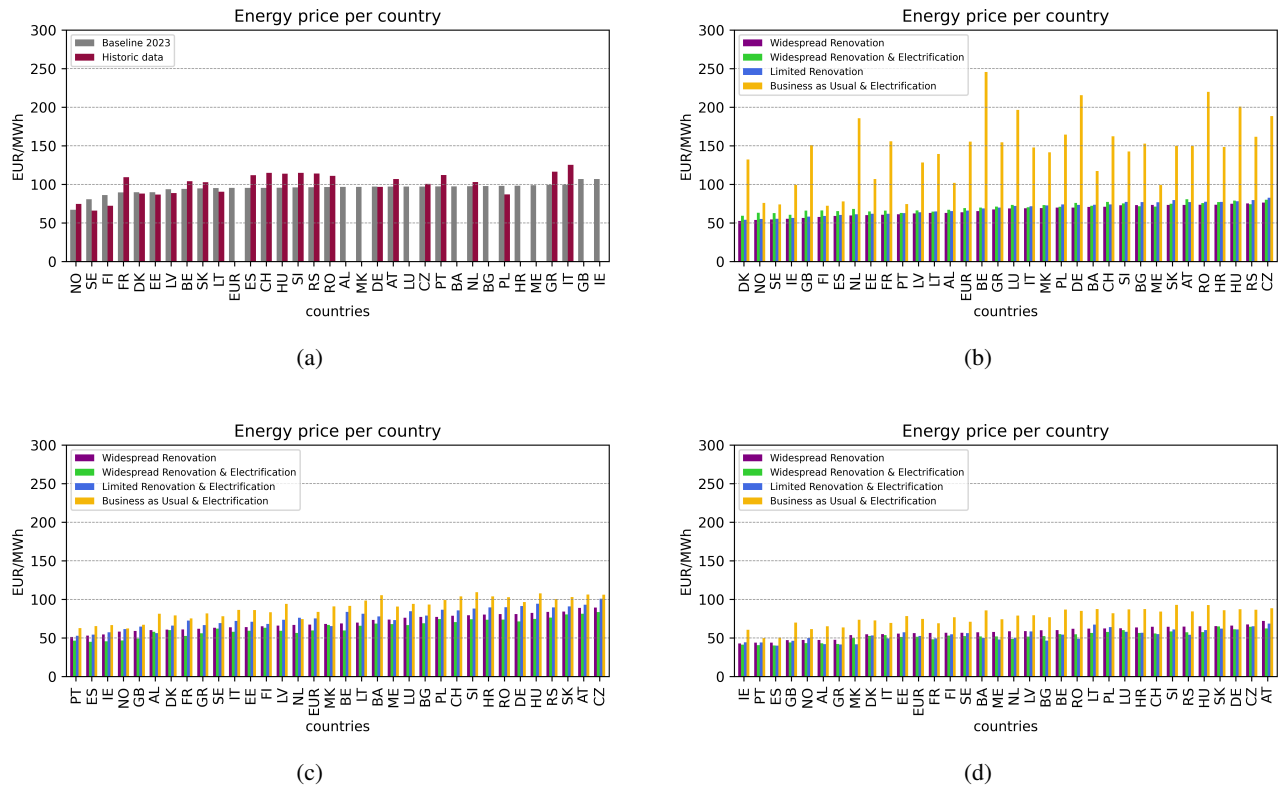 Energy price per country
300
250
200
150
100
50
0
EUR/MWh
Baseline 2023
Historic data
NO SE FI FR DK EE LV BE SK LT EUR ES CH HU SI RS RO AL MK DE AT LU CZ PT BA NL BG PL HR ME GR IT GB IE
countries
(a)
Energy price per country
300
250
200
150
100
50
0
EUR/MWh
Widespread Renovation
Widespread Renovation & Electrification
Limited Renovation
Business as Usual & Electrification
DK NO SE IE GB FI ES NL EE FR PT LV LT AL EUR BE GR LU IT MK PL DE BA CH SI BG ME SK AT RO HR HU RS CZ
countries
(b)
Energy price per country
300
250
200
150
100
50
0
EUR/MWh
Widespread Renovation
Widespread Renovation & Electrification
Limited Renovation & Electrification
Business as Usual & Electrification
PT ES IE NO GB AL DK FR GR SE IT EE FI LV NL EUR MK BE LT BA ME LU BG PL CH SI HR RO DE HU RS SK AT CZ
countries
(c)
Energy price per country
300
250
200
150
100
50
0
EUR/MWh
Widespread Renovation
Widespread Renovation & Electrification
Limited Renovation & Electrification
Business as Usual & Electrification
IE PT ES GB NO AL GR MK DK IT EE EUR FR FI SE BA ME NL LV BG BE RO LT PL LU HR CH SI RS HU SK DE CZ AT
countries
(d)